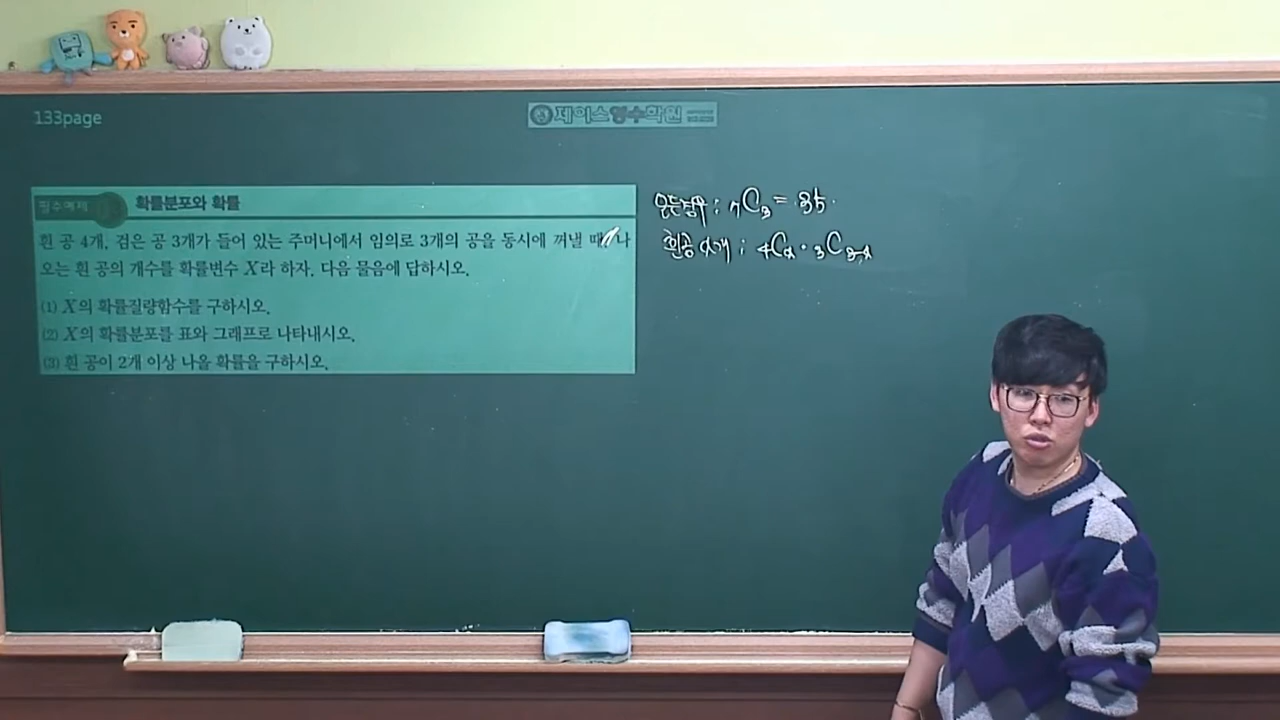 133page
제이스영수학원
필수예제 확률분포와 확률
흰 공 4개, 검은 공 3개가 들어 있는 주머니에서 임의로 3개의 공을 동시에 꺼낼 때, 나
오는 흰 공의 개수를 확률변수 X라 하자. 다음 물음에 답하시오.
(1) X의 확률질량함수를 구하시오.
(2) X의 확률분포를 표와 그래프로 나타내시오.
(3) 흰 공이 2개 이상 나올 확률을 구하시오.
모든경우 ; ₇C₃ = 35.
흰공 x개 ; ₄Cₓ · ₃C₃₋ₓ